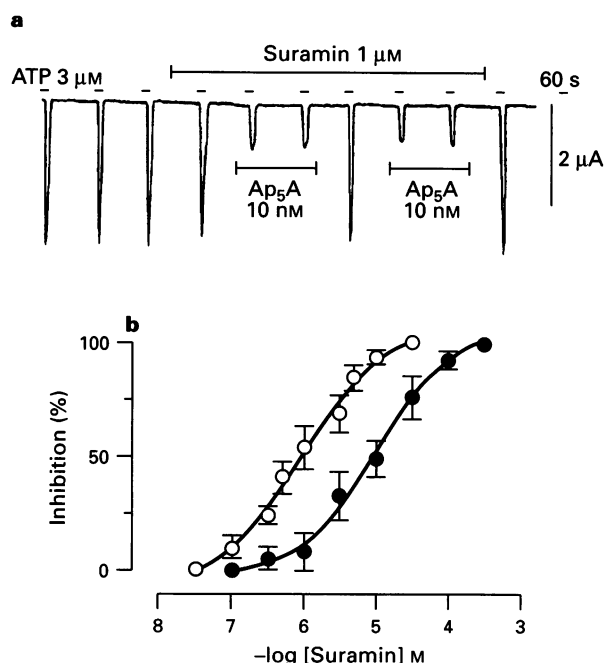 a
Suramin 1 µM
ATP 3 µM
60 s
2 µA
Ap₅A
10 nM
Ap₅A
10 nM
b
100
50
0
Inhibition (%)
8 7 6 5 4 3
–log [Suramin] M